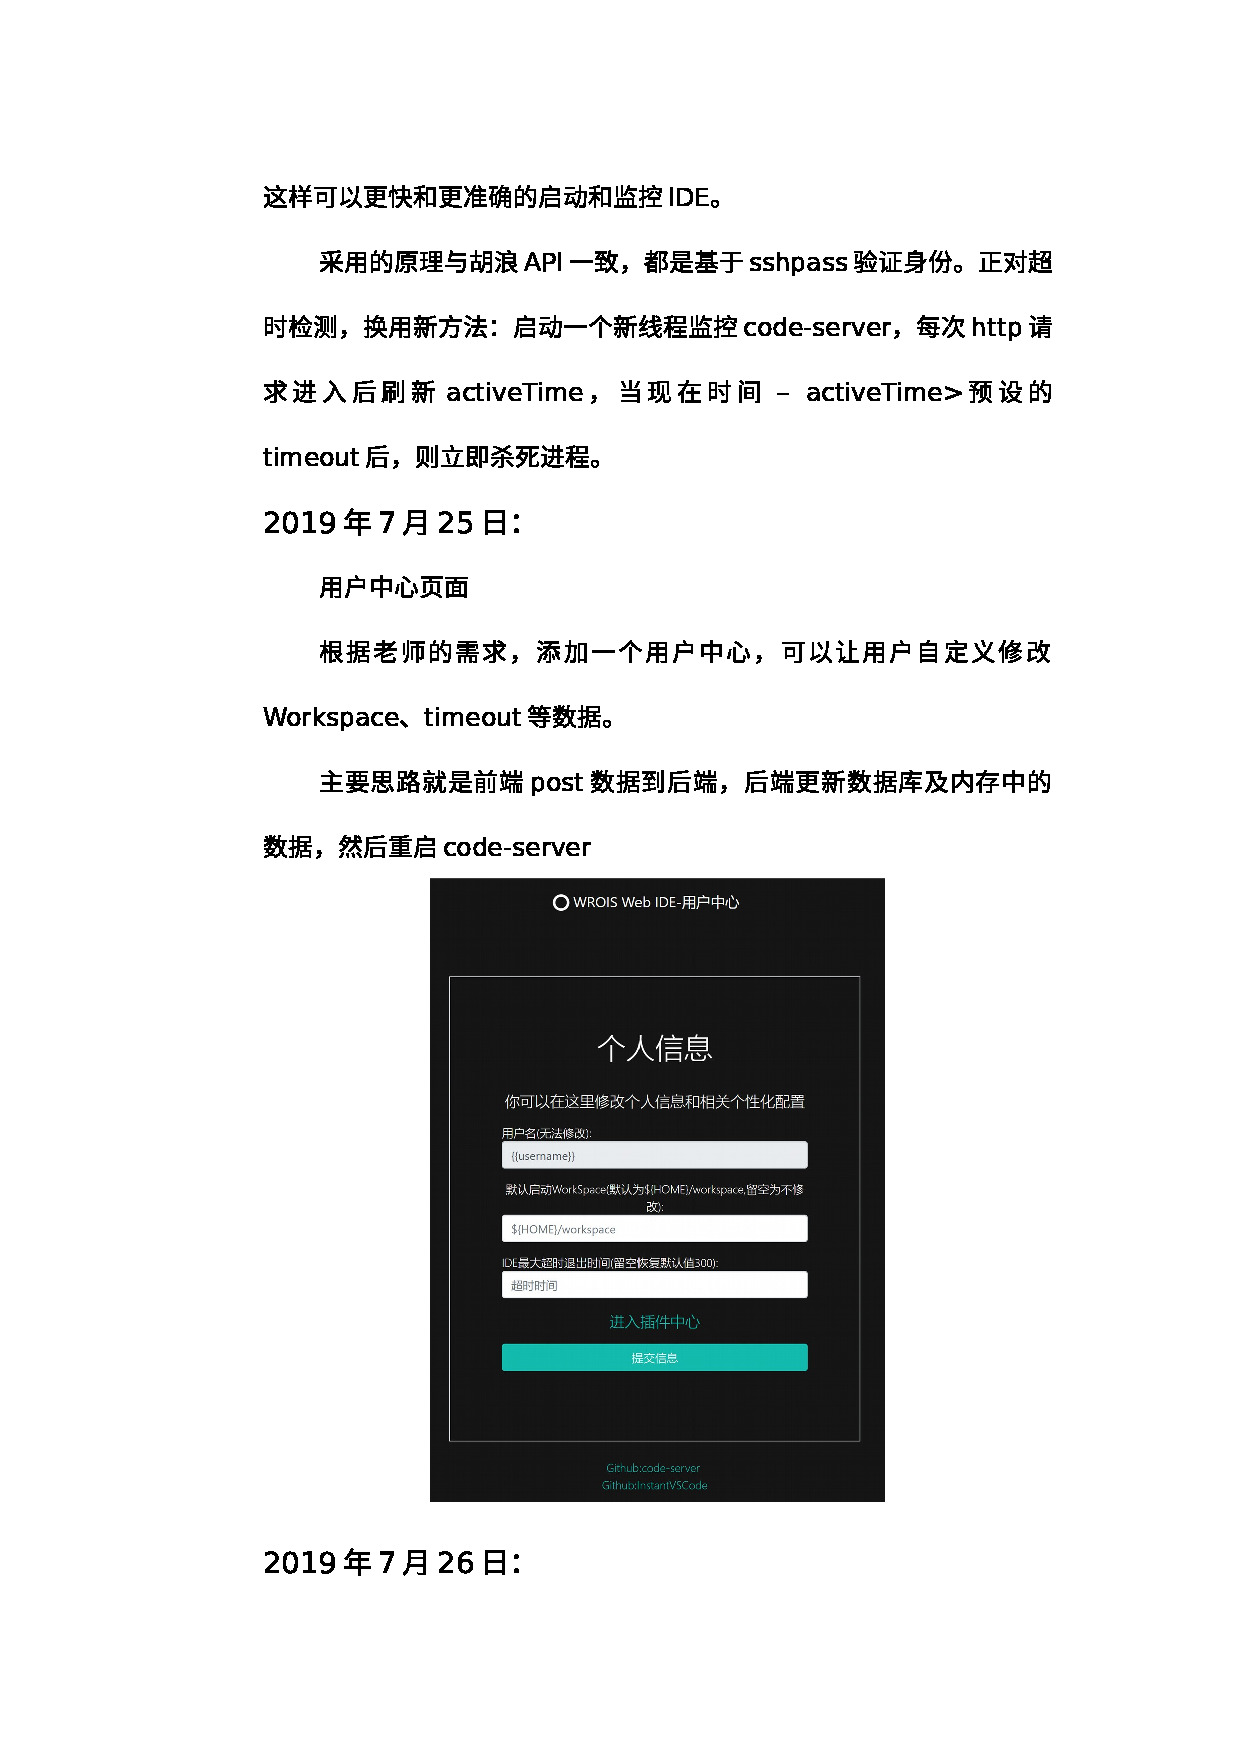 这样可以更快和更准确的启动和监控 IDE。
采用的原理与胡浪 API 一致，都是基于 sshpass 验证身份。正对超
时检测，换用新方法：启动一个新线程监控 code-server，每次 http 请
求进入后刷新 activeTime，当现在时间 – activeTime>预设的
timeout 后，则立即杀死进程。
2019 年 7 月 25 日：
用户中心页面
根据老师的需求，添加一个用户中心，可以让用户自定义修改
Workspace、timeout 等数据。
主要思路就是前端 post 数据到后端，后端更新数据库及内存中的
数据，然后重启 code-server
WROIS Web IDE-用户中心
个人信息
你可以在这里修改个人信息和相关个性化配置
用户名(无法修改):
{{username}}
默认启动WorkSpace(默认为${HOME}/workspace,留空为不修
改):
${HOME}/workspace
IDE最大超时退出时间(留空恢复默认值300):
超时时间
进入插件中心
提交信息
Github:code-server
Github:InstantVSCode
2019 年 7 月 26 日：